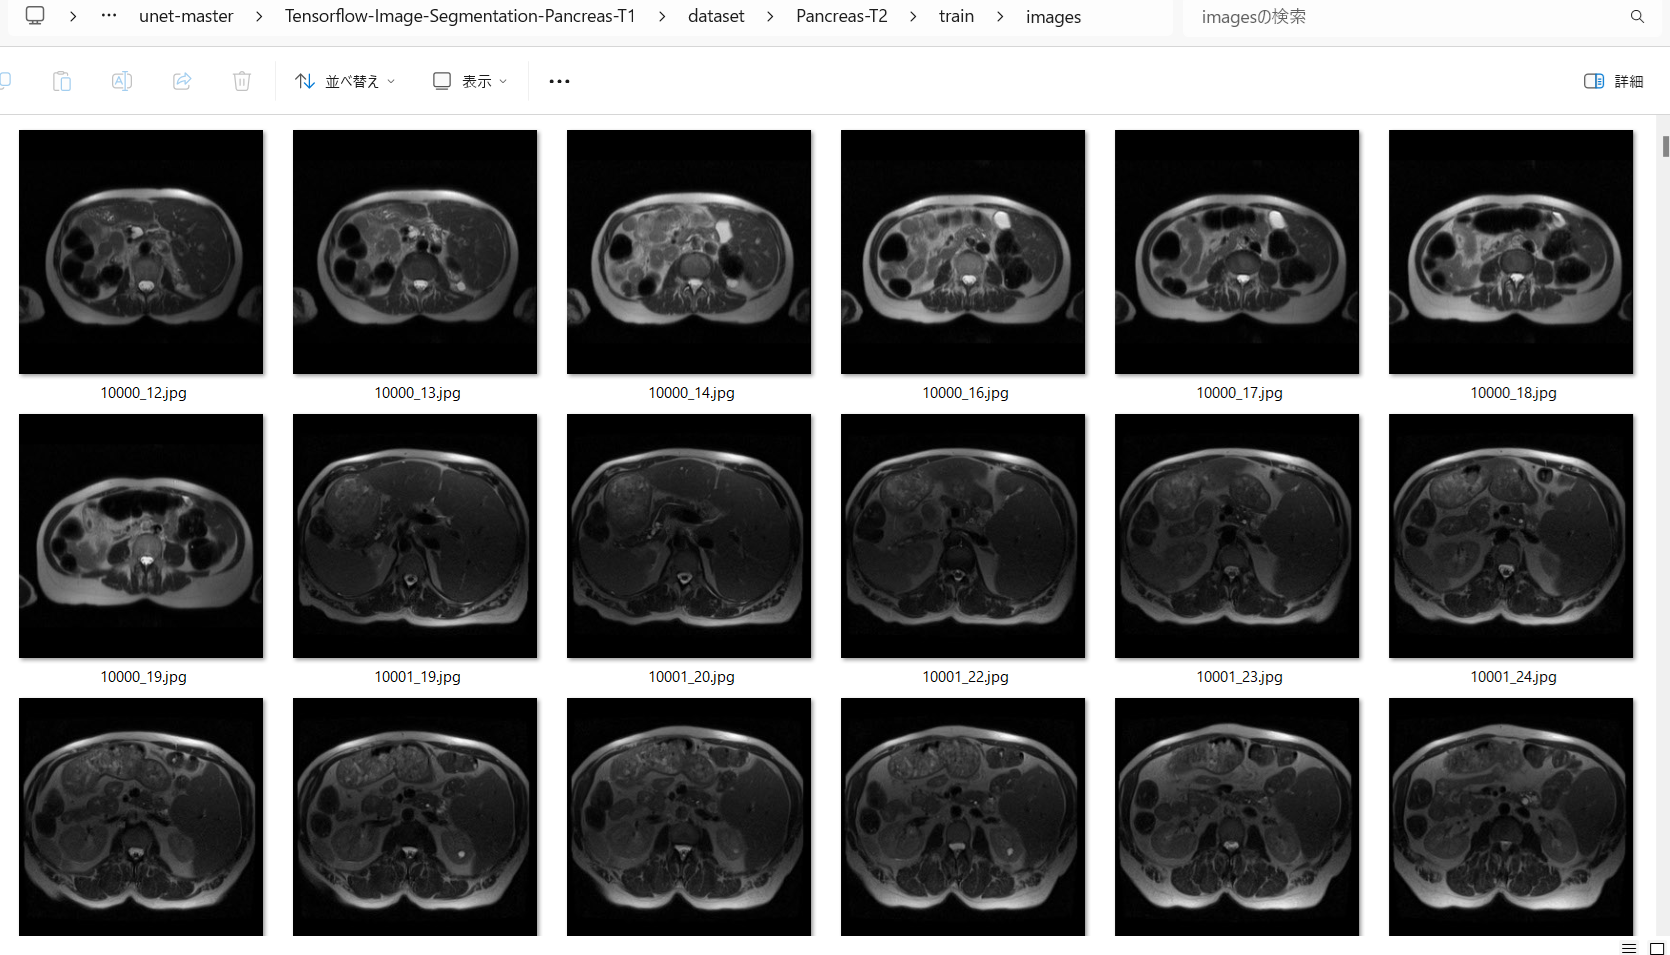 unet-master > Tensorflow-Image-Segmentation-Pancreas-T1 > dataset > Pancreas-T2 > train > images
imagesの検索
並べ替え 表示 詳細
10000_12.jpg 10000_13.jpg 10000_14.jpg 10000_16.jpg 10000_17.jpg 10000_18.jpg
10000_19.jpg 10001_19.jpg 10001_20.jpg 10001_22.jpg 10001_23.jpg 10001_24.jpg